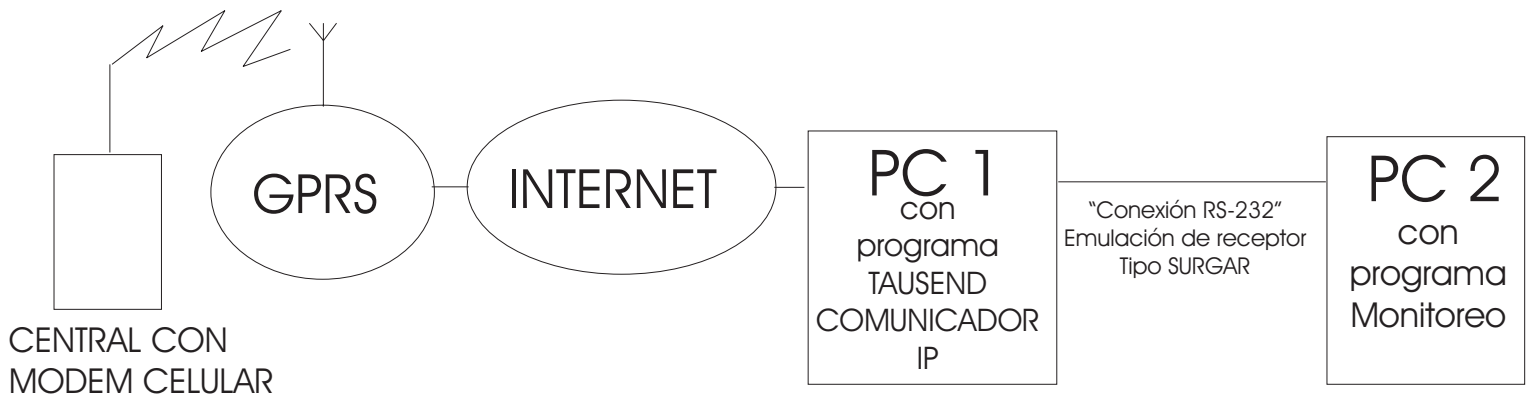 CENTRAL CON
MODEM CELULAR
GPRS
INTERNET
PC 1
con
programa
TAUSEND
COMUNICADOR
IP
"Conexión RS-232"
Emulación de receptor
Tipo SURGAR
PC 2
con
programa
Monitoreo